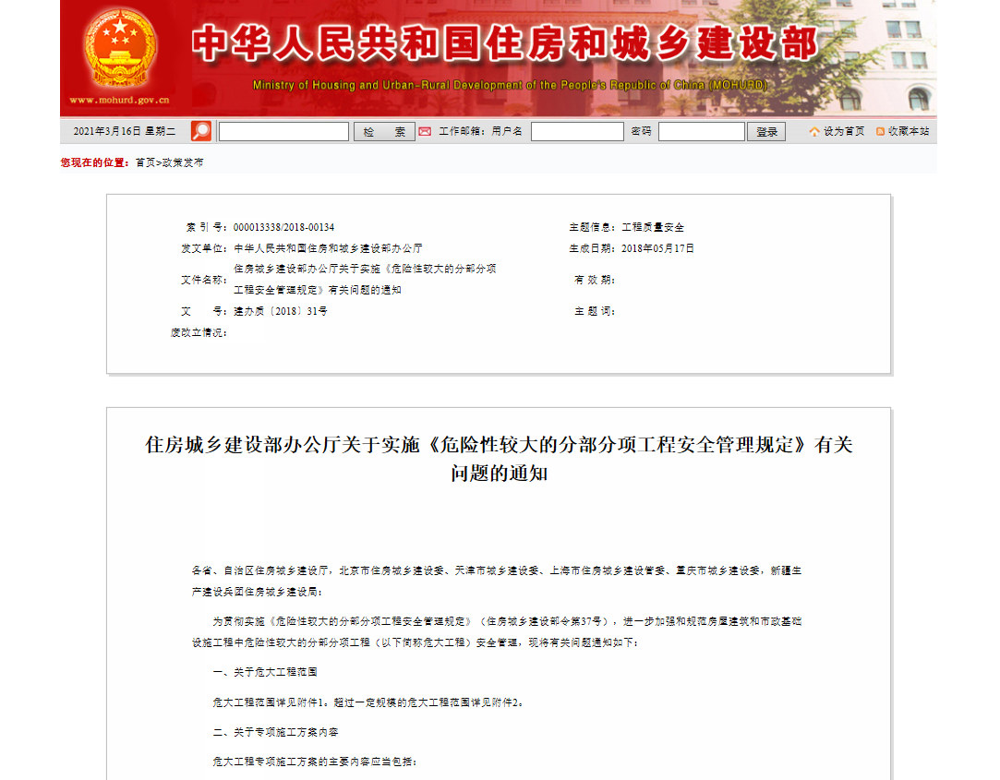 中华人民共和国住房和城乡建设部
www.mohurd.gov.cn
Ministry of Housing and Urban-Rural Development of the People's Republic of China (MOHURD)
2021年3月16日 星期二 检 索 工作邮箱：用户名 密码 登录 设为首页 收藏本站
您现在的位置：首页>政策发布
索 引 号：000013338/2018-00134 主题信息：工程质量安全
发文单位：中华人民共和国住房和城乡建设部办公厅 生成日期：2018年05月17日
文件名称：住房城乡建设部办公厅关于实施《危险性较大的分部分项
工程安全管理规定》有关问题的通知 有 效 期：
文 号：建办质〔2018〕31号 主 题 词：
废改立情况：
住房城乡建设部办公厅关于实施《危险性较大的分部分项工程安全管理规定》有关
问题的通知
各省、自治区住房城乡建设厅，北京市住房城乡建设委、天津市城乡建设委、上海市住房城乡建设管委、重庆市城乡建设委，新疆生
产建设兵团住房城乡建设局：
为贯彻实施《危险性较大的分部分项工程安全管理规定》（住房城乡建设部令第37号），进一步加强和规范房屋建筑和市政基础
设施工程中危险性较大的分部分项工程（以下简称危大工程）安全管理，现将有关问题通知如下：
一、关于危大工程范围
危大工程范围详见附件1。超过一定规模的危大工程范围详见附件2。
二、关于专项施工方案内容
危大工程专项施工方案的主要内容应当包括：